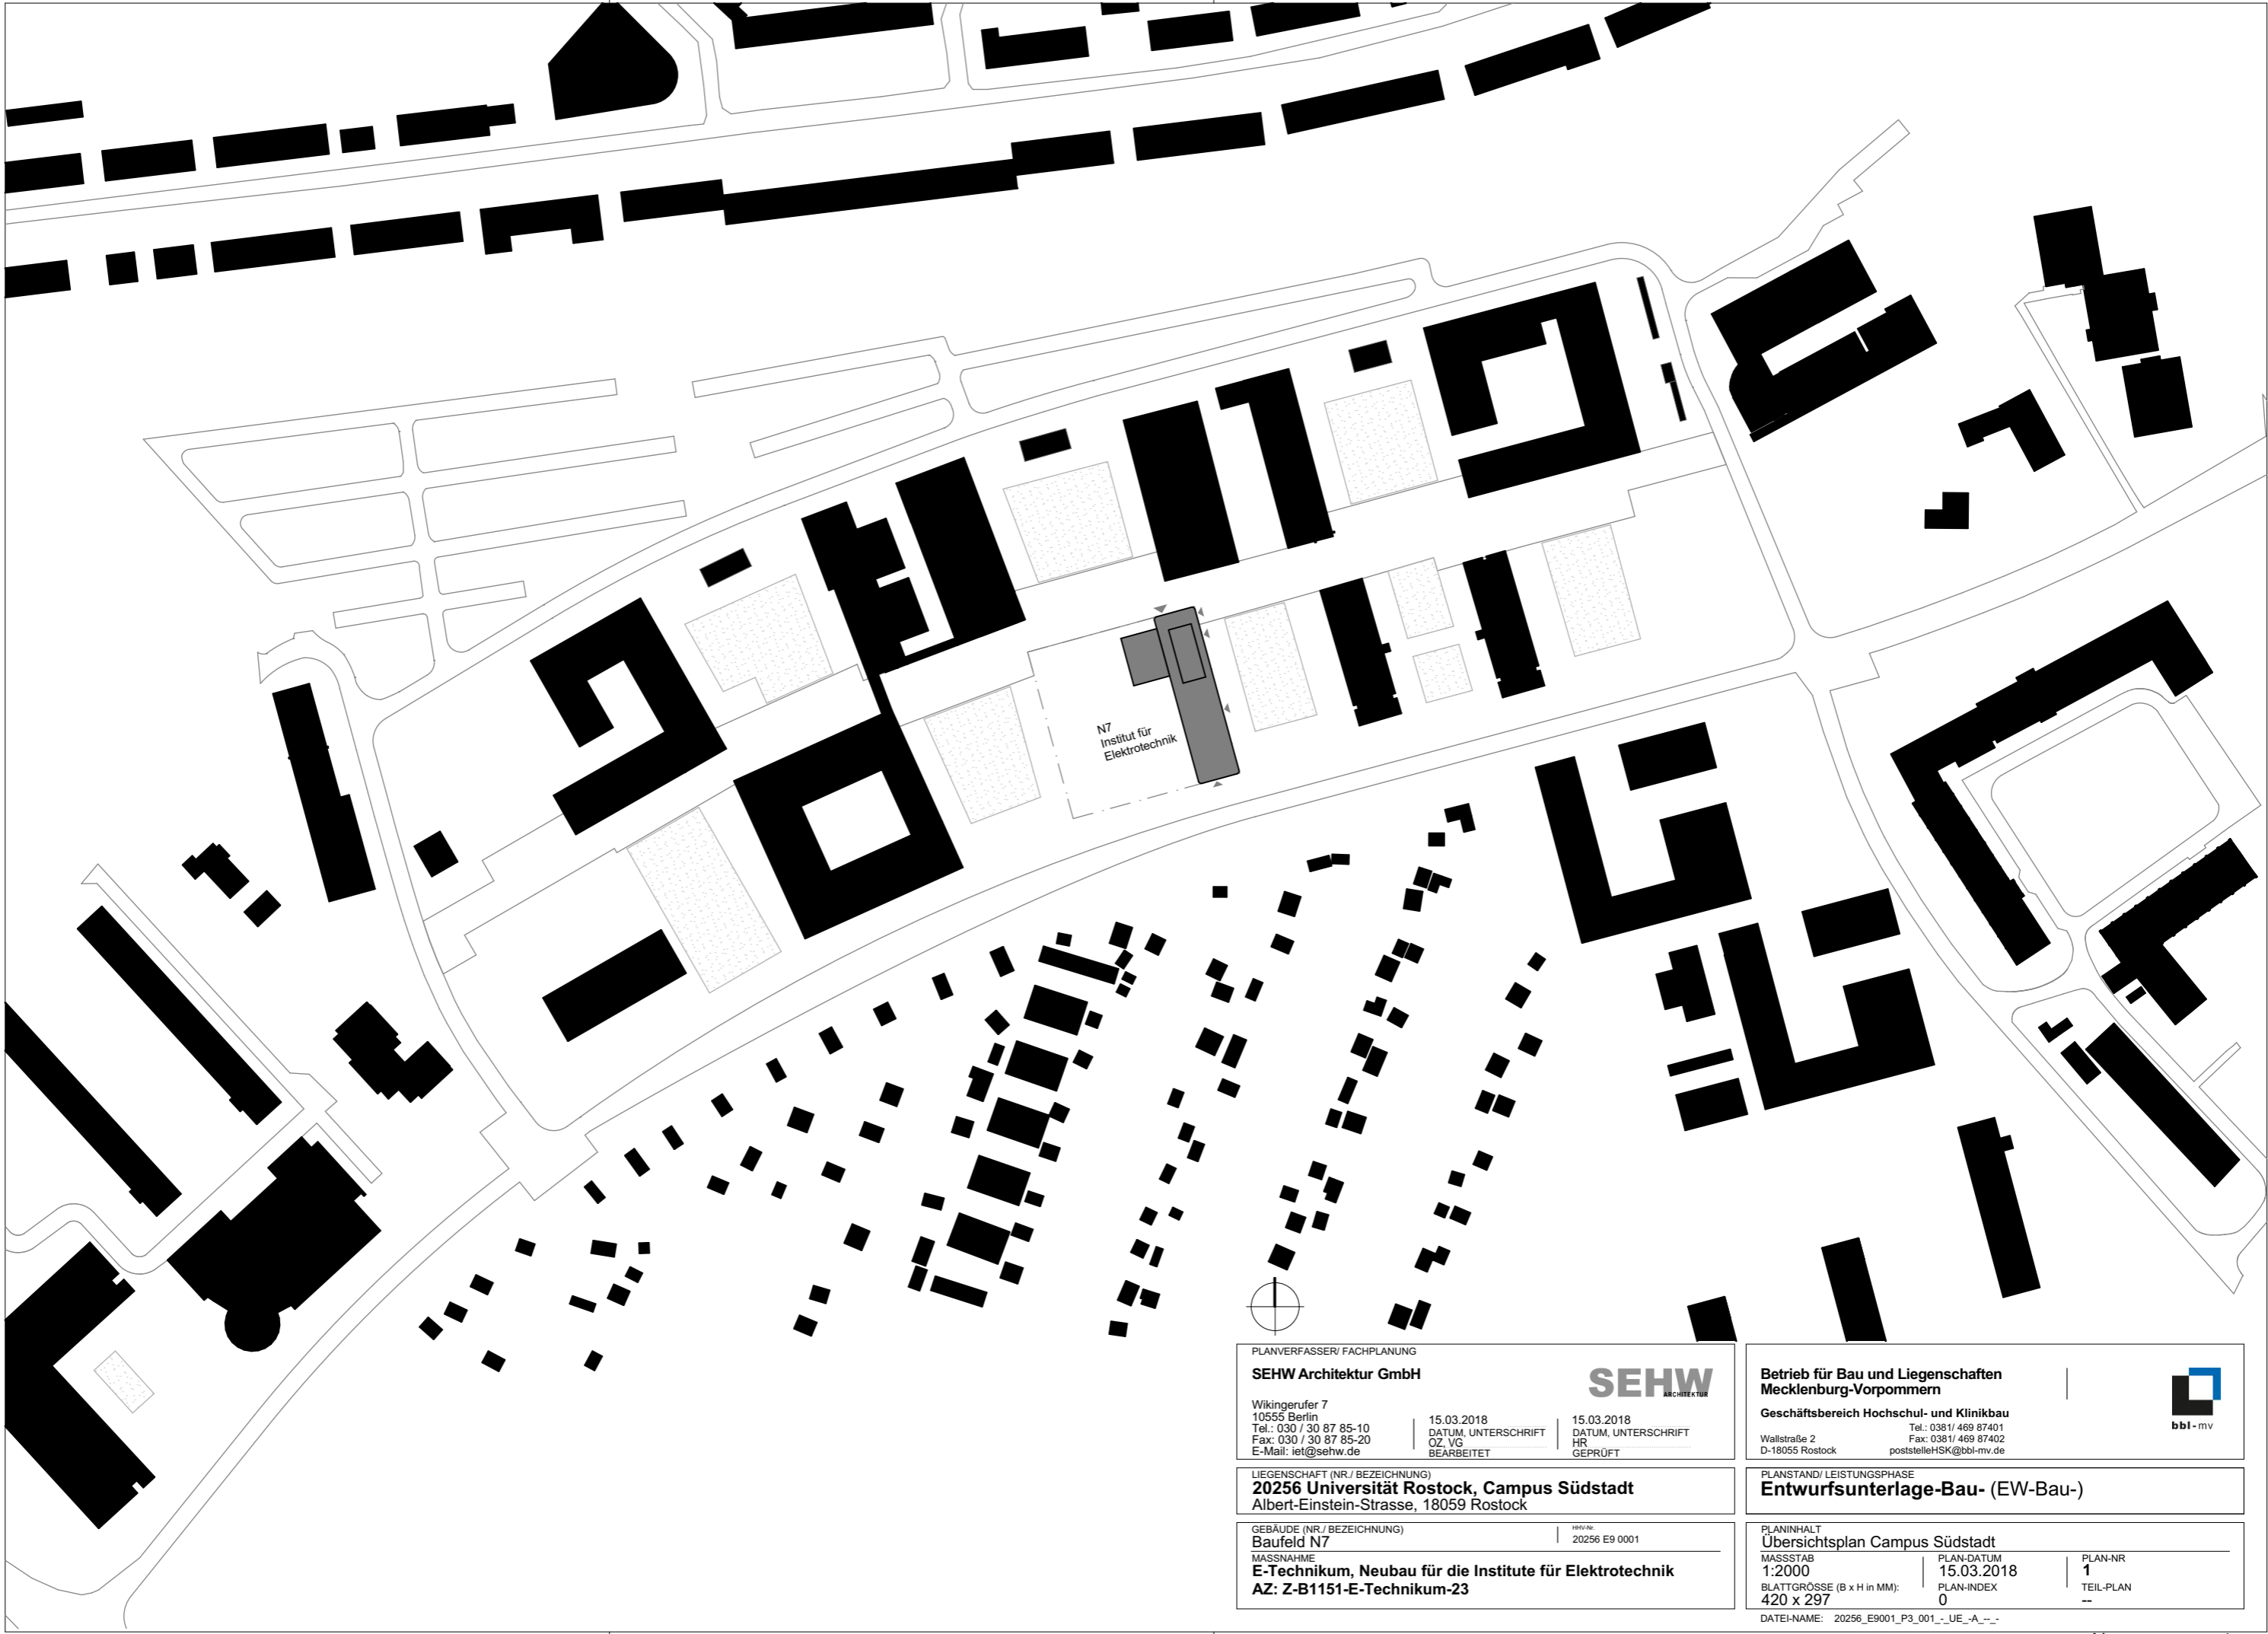 N7
Institut für
Elektrotechnik
PLANVERFASSER/ FACHPLANUNG
SEHW Architektur GmbH
SEHW
ARCHITEKTUR
Wikingerufer 7
10555 Berlin
Tel.: 030 / 30 87 85-10
Fax: 030 / 30 87 85-20
E-Mail: iet@sehw.de
15.03.2018
DATUM, UNTERSCHRIFT
OZ, VG
BEARBEITET
15.03.2018
DATUM, UNTERSCHRIFT
HR
GEPRÜFT
Betrieb für Bau und Liegenschaften
Mecklenburg-Vorpommern
Geschäftsbereich Hochschul- und Klinikbau
Tel.: 0381/ 469 87401
Wallstraße 2 Fax: 0381/ 469 87402
D-18055 Rostock poststelleHSK@bbl-mv.de
bbl-mv
LIEGENSCHAFT (NR./ BEZEICHNUNG)
20256 Universität Rostock, Campus Südstadt
Albert-Einstein-Strasse, 18059 Rostock
PLANSTAND/ LEISTUNGSPHASE
Entwurfsunterlage-Bau- (EW-Bau-)
GEBÄUDE (NR./ BEZEICHNUNG)
Baufeld N7
HHV-Nr.
20256 E9 0001
MASSNAHME
E-Technikum, Neubau für die Institute für Elektrotechnik
AZ: Z-B1151-E-Technikum-23
PLANINHALT
Übersichtsplan Campus Südstadt
MASSSTAB
1:2000
PLAN-DATUM
15.03.2018
PLAN-NR
1
BLATTGRÖSSE (B x H in MM):
420 x 297
PLAN-INDEX
0
TEIL-PLAN
--
DATEI-NAME: 20256_E9001_P3_001_-_UE_-A_--_-